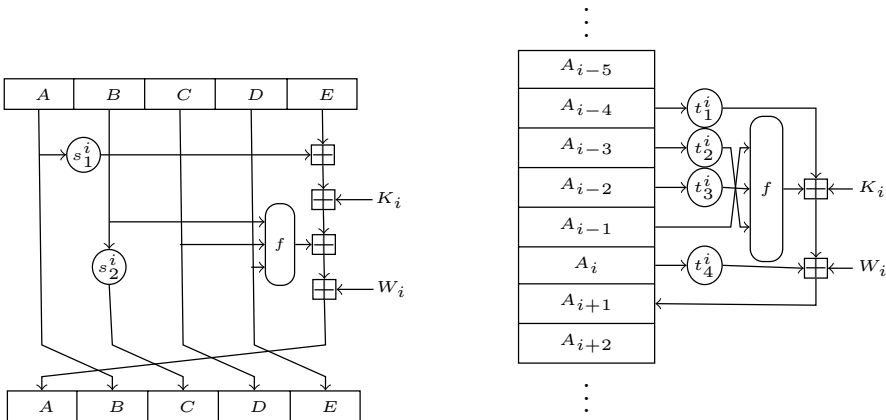 A B C D E
s_1^i
K_i
f
s_2^i
W_i
A B C D E
⋮
A_{i−5}
A_{i−4} t_1^i
A_{i−3} t_2^i
A_{i−2} t_3^i f K_i
A_{i−1}
A_i t_4^i W_i
A_{i+1}
A_{i+2}
⋮